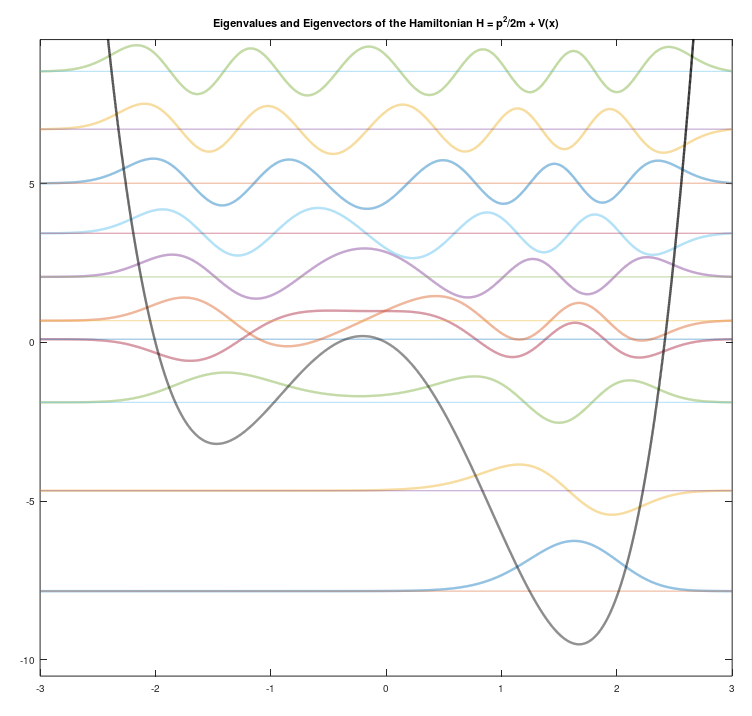 Eigenvalues and Eigenvectors of the Hamiltonian H = p²/2m + V(x)
5
0
-5
-10
-3 -2 -1 0 1 2 3